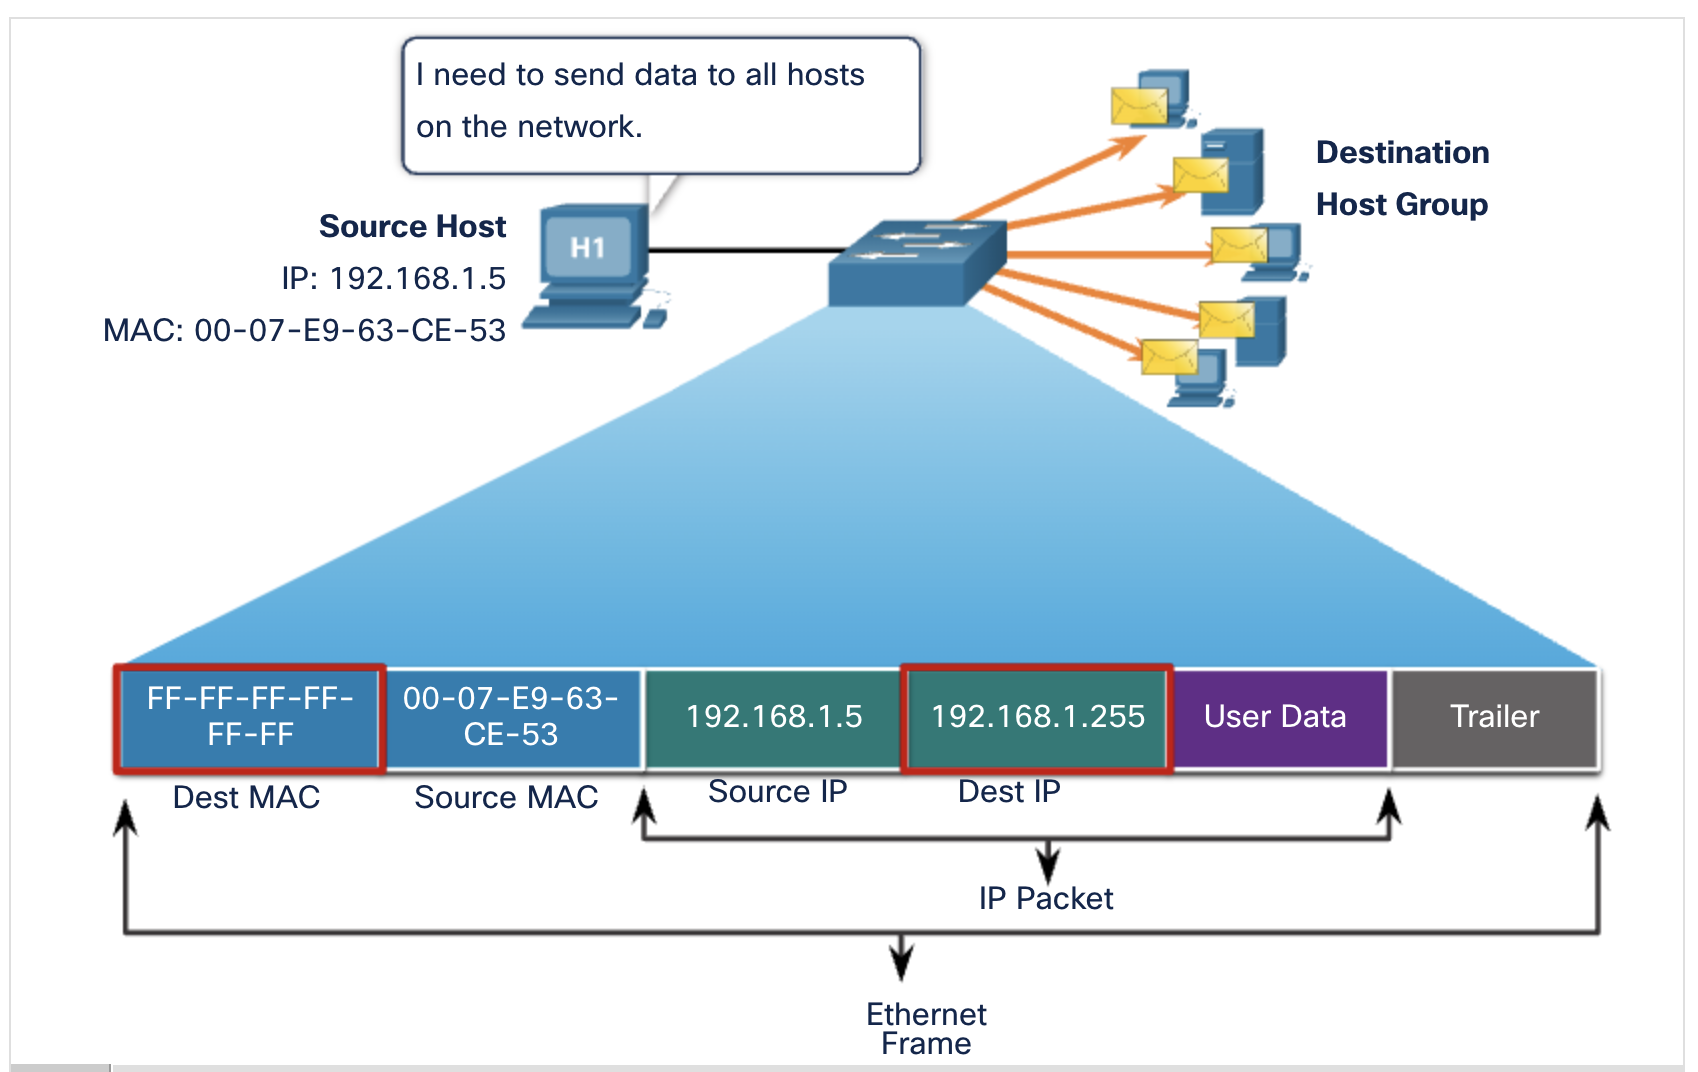 I need to send data to all hosts
on the network.
Destination
Host Group
Source Host
IP: 192.168.1.5
MAC: 00-07-E9-63-CE-53
H1
FF-FF-FF-FF-
FF-FF
00-07-E9-63-
CE-53
192.168.1.5
192.168.1.255
User Data
Trailer
Dest MAC
Source MAC
Source IP
Dest IP
IP Packet
Ethernet
Frame